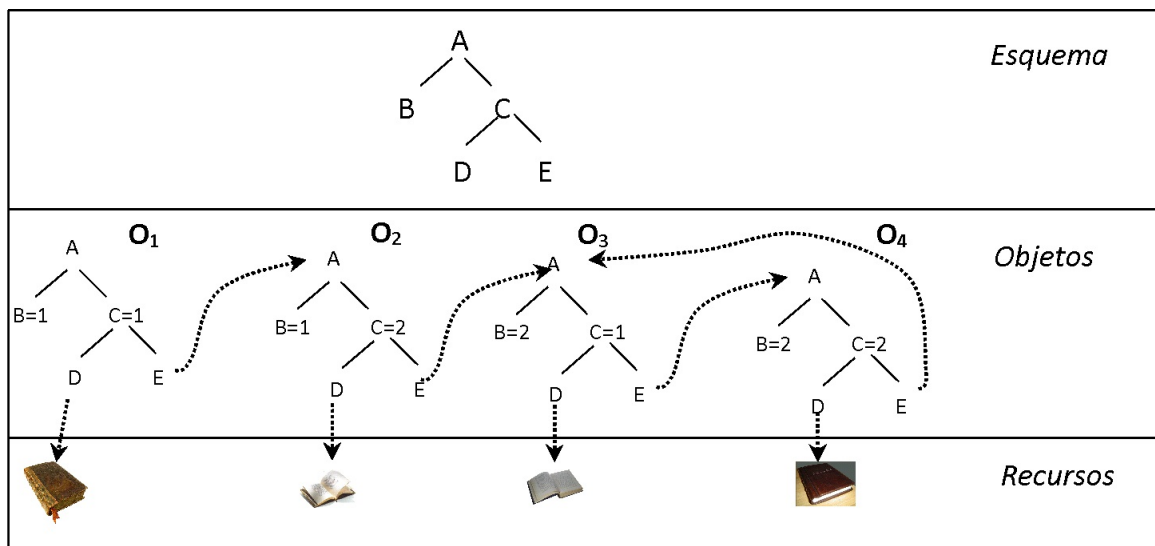 A
Esquema
B
C
D
E
O1
O2
O3
O4
Objetos
A
A
A
A
B=1
C=1
B=1
C=2
B=2
C=1
B=2
C=2
D
E
D
E
D
E
D
E
Recursos